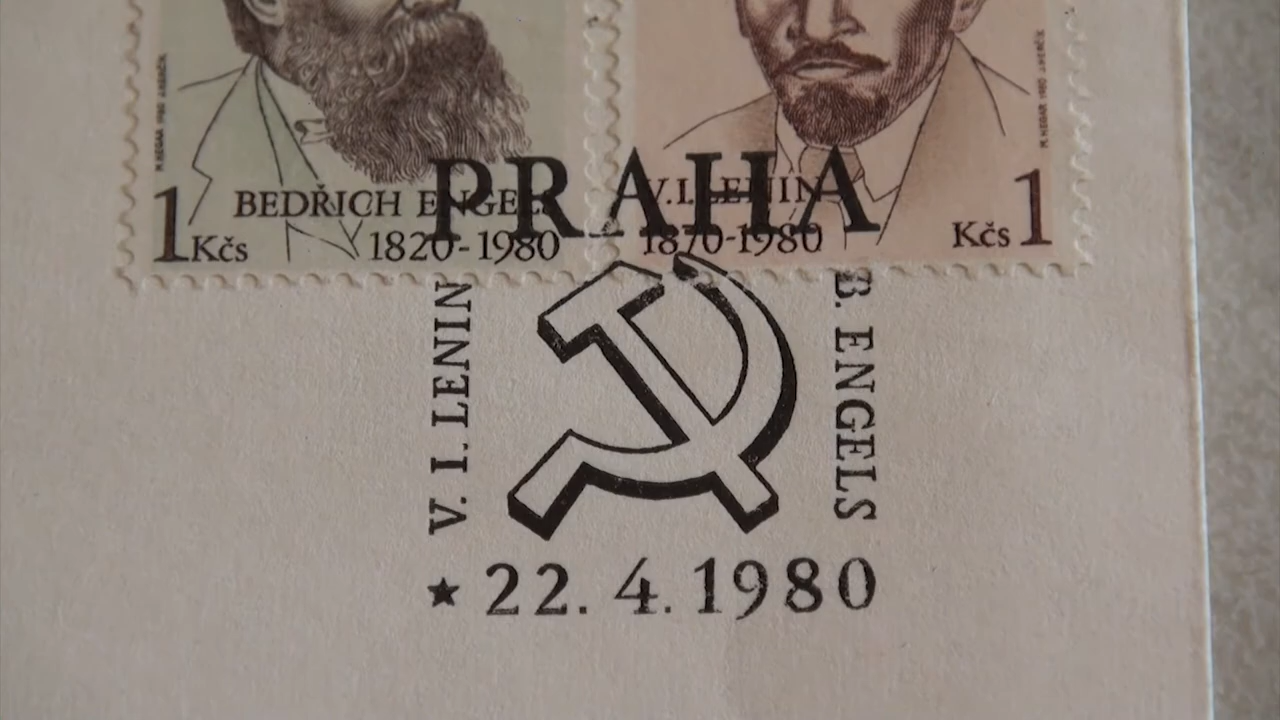 BEDŘICH ENGELS
1820-1980
1 Kčs
V.I.LENIN
1870-1980
Kčs 1
PRAHA
V. I. LENIN
B. ENGELS
★ 22. 4. 1980